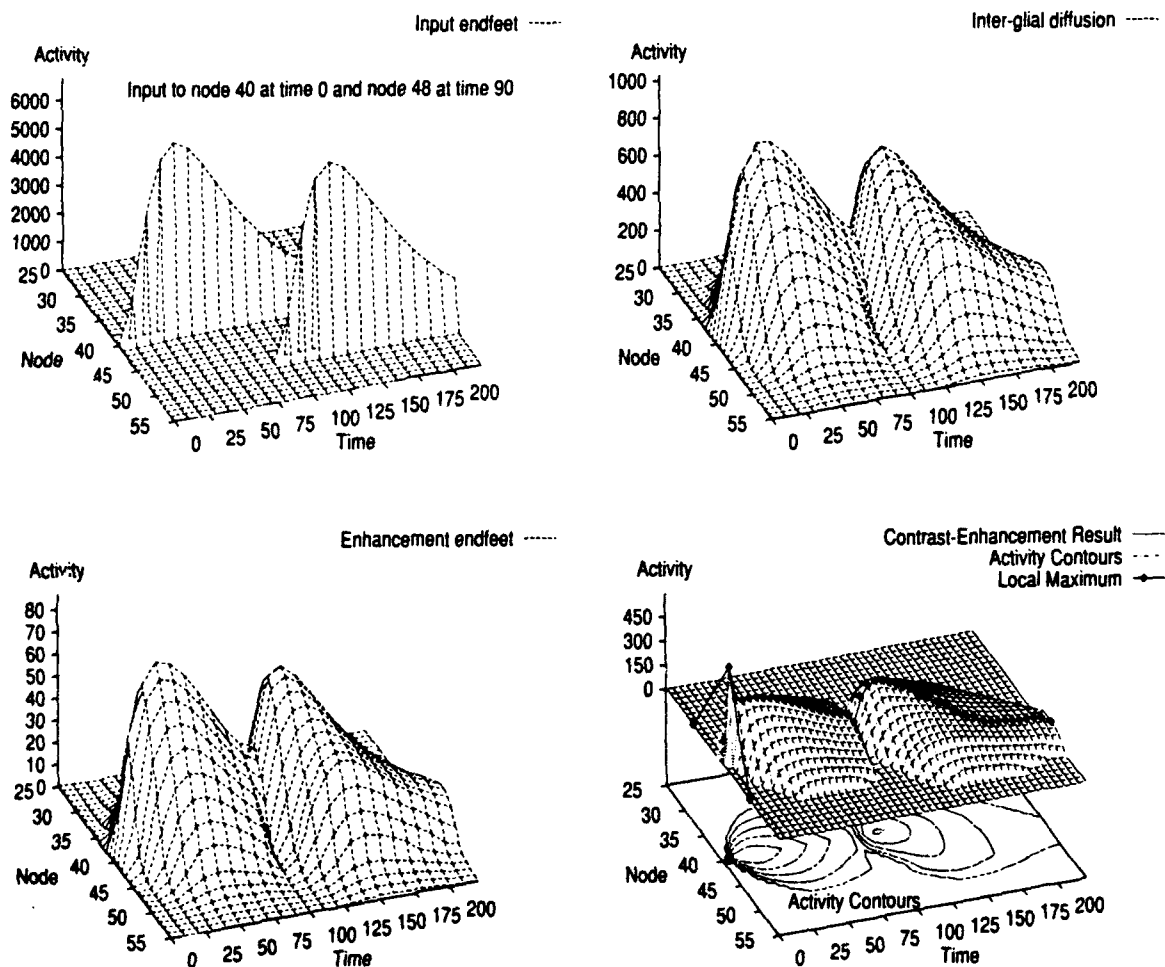 Input endfeet
Activity
6000
5000
4000
3000
2000
1000
0
Input to node 40 at time 0 and node 48 at time 90
25
30
35
40
45
50
55
Node
0 25 50 75 100 125 150 175 200
Time
Inter-glial diffusion
Activity
1000
800
600
400
200
0
25
30
35
40
45
50
55
Node
0 25 50 75 100 125 150 175 200
Time
Enhancement endfeet
Activity
80
70
60
50
40
30
20
10
0
25
30
35
40
45
50
55
Node
0 25 50 75 100 125 150 175 200
Time
Contrast-Enhancement Result
Activity Contours
Local Maximum
Activity
450
300
150
0
25
30
35
40
45
50
55
Node
Activity Contours
0 25 50 75 100 125 150 175 200
Time